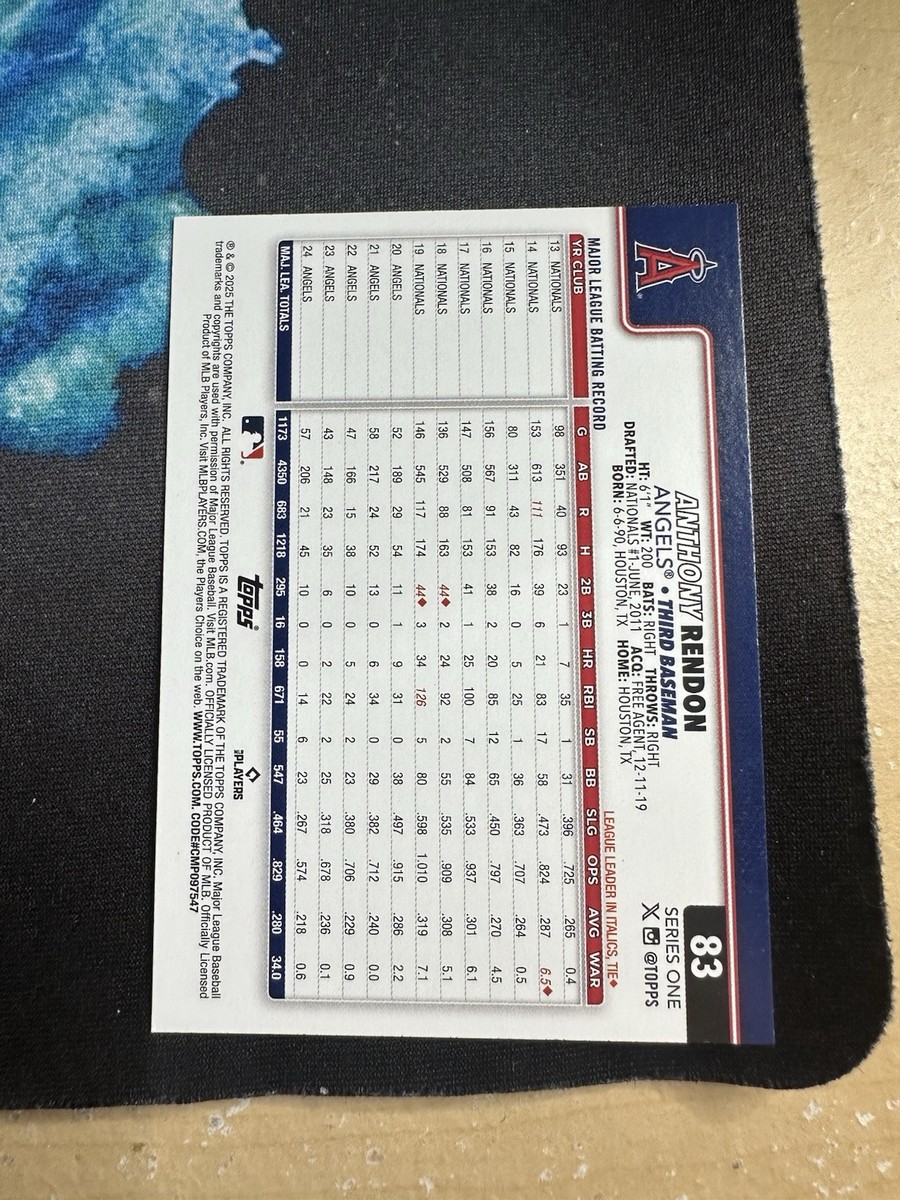 83
SERIES ONE
@TOPPS
ANTHONY RENDON
ANGELS® • THIRD BASEMAN
HT: 6'1" WT: 200 BATS: RIGHT THROWS: RIGHT
DRAFTED: NATIONALS #1-JUNE, 2011 ACQ: FREE AGENT, 12-11-19
BORN: 6-6-90, HOUSTON, TX HOME: HOUSTON, TX
MAJOR LEAGUE BATTING RECORD LEAGUE LEADER IN ITALICS, TIE♦
YR CLUB G AB R H 2B 3B HR RBI SB BB SLG OPS AVG WAR
13 NATIONALS 98 351 40 93 23 1 7 35 1 31 .396 .725 .265 0.4
14 NATIONALS 153 613 111 176 39 6 21 83 17 58 .473 .824 .287 6.5♦
15 NATIONALS 80 311 43 82 16 0 5 25 1 36 .363 .707 .264 0.5
16 NATIONALS 156 567 91 153 38 2 20 85 12 65 .450 .797 .270 4.5
17 NATIONALS 147 508 81 153 41 1 25 100 7 84 .533 .937 .301 6.1
18 NATIONALS 136 529 88 163 44♦ 2 24 92 2 55 .535 .909 .308 5.1
19 NATIONALS 146 545 117 174 44♦ 3 34 126 5 80 .598 1.010 .319 7.1
20 ANGELS 52 189 29 54 11 1 9 31 0 38 .497 .915 .286 2.2
21 ANGELS 58 217 24 52 13 0 6 34 0 29 .382 .712 .240 0.0
22 ANGELS 47 166 15 38 10 0 5 24 2 23 .380 .706 .229 0.9
23 ANGELS 43 148 23 35 6 0 2 22 2 25 .318 .678 .236 0.1
24 ANGELS 57 206 21 45 10 0 0 14 6 23 .267 .574 .218 0.6
MAJ. LEA. TOTALS 1173 4350 683 1218 295 16 158 671 55 547 .464 .829 .280 34.0
topps® PLAYERS
® & © 2025 THE TOPPS COMPANY, INC. ALL RIGHTS RESERVED. TOPPS IS A REGISTERED TRADEMARK OF THE TOPPS COMPANY, INC. Major League Baseball
trademarks and copyrights are used with permission of Major League Baseball. Visit MLB.com. OFFICIALLY LICENSED PRODUCT OF MLB. Officially Licensed
Product of MLB Players, Inc. Visit MLBPLAYERS.COM, the Players Choice on the web. WWW.TOPPS.COM. CODE#CMP097547